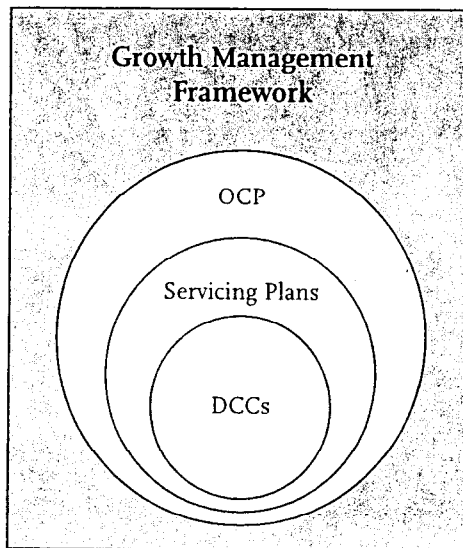 Growth Management
Framework
OCP
Servicing Plans
DCCs